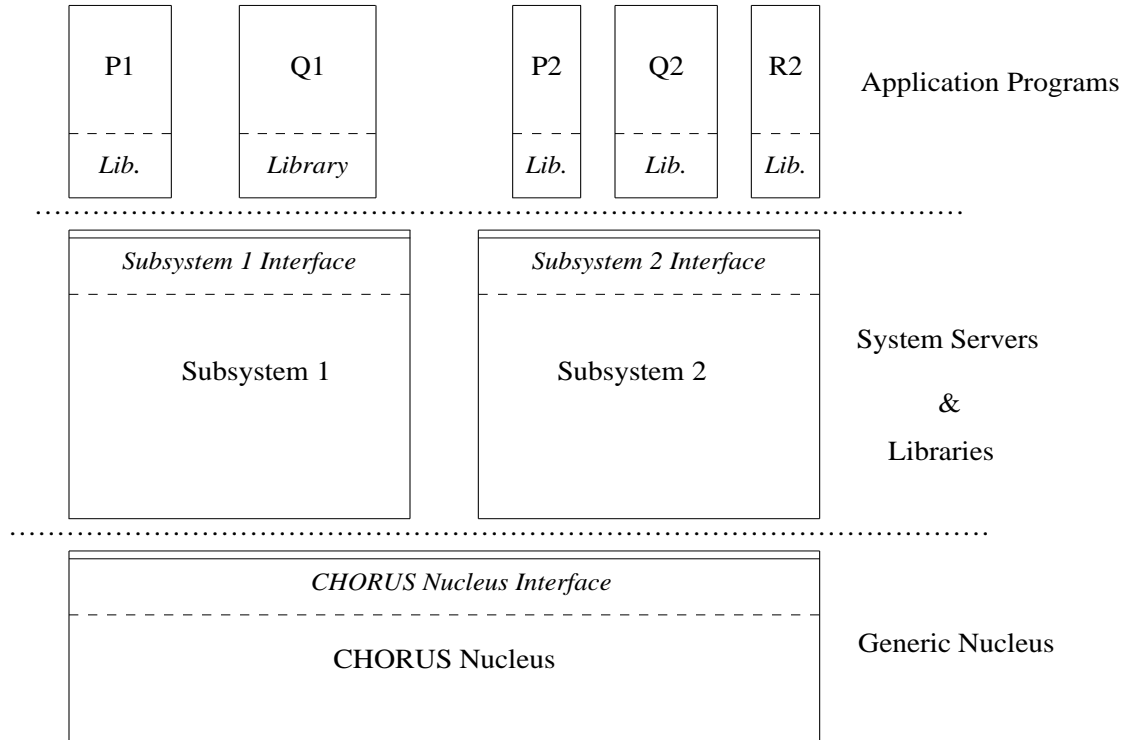 P1
Q1
P2
Q2
R2
Application Programs
Lib.
Library
Lib.
Lib.
Lib.
Subsystem 1 Interface
Subsystem 2 Interface
Subsystem 1
Subsystem 2
System Servers
&
Libraries
CHORUS Nucleus Interface
CHORUS Nucleus
Generic Nucleus